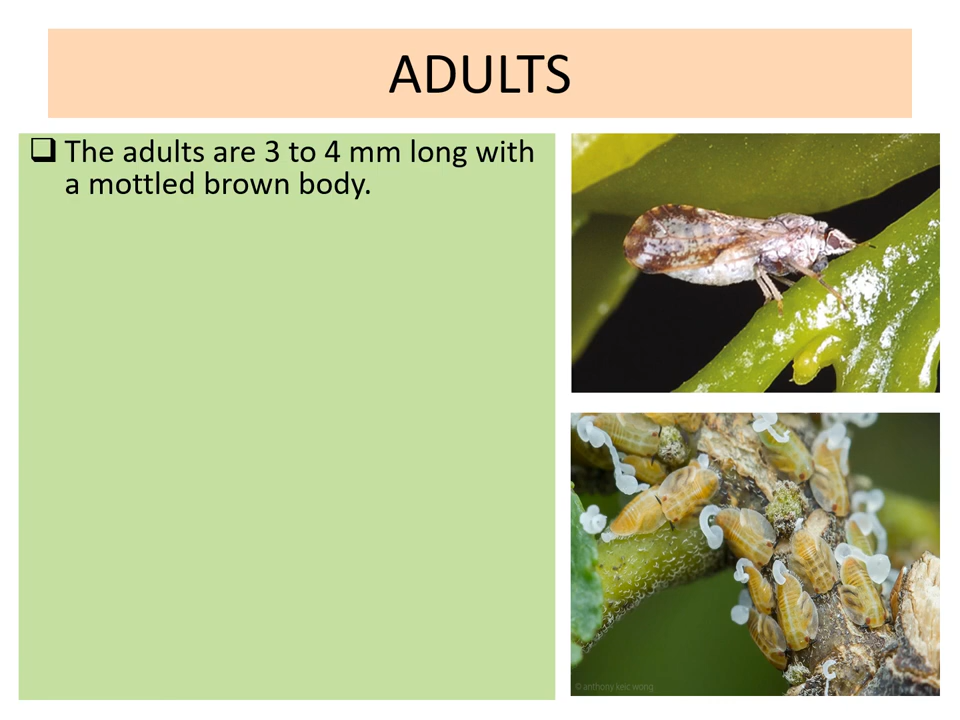 ADULTS
❑ The adults are 3 to 4 mm long with
a mottled brown body.
© anthony keic wong